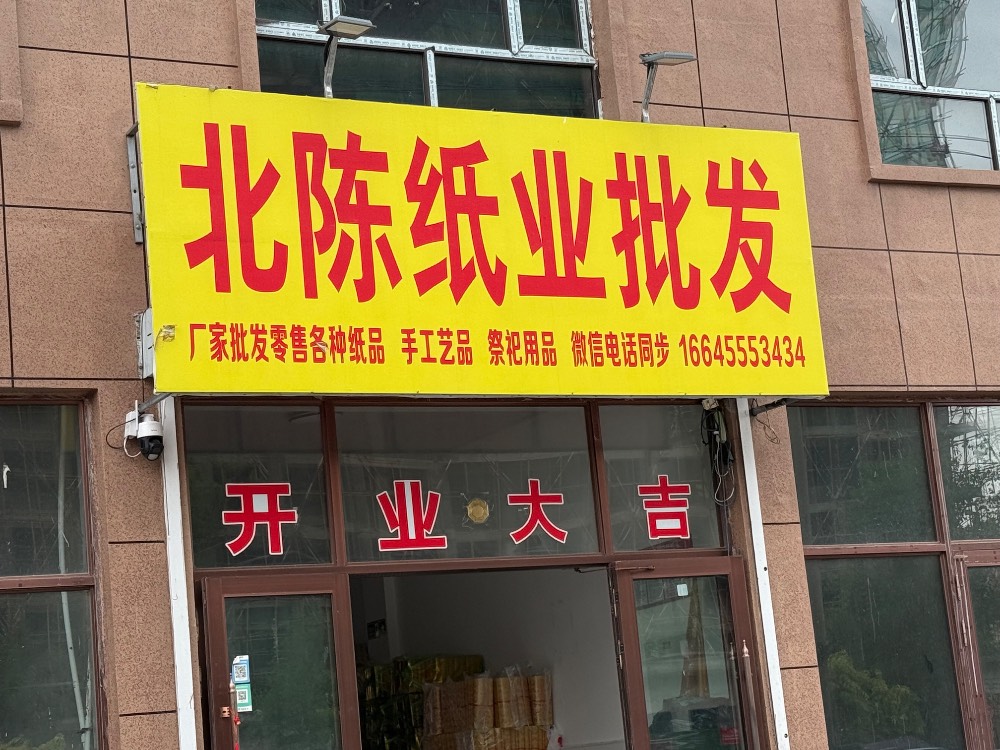 北陈纸业批发
厂家批发零售各种纸品 手工艺品 祭祀用品 微信电话同步 16645553434
开业大吉